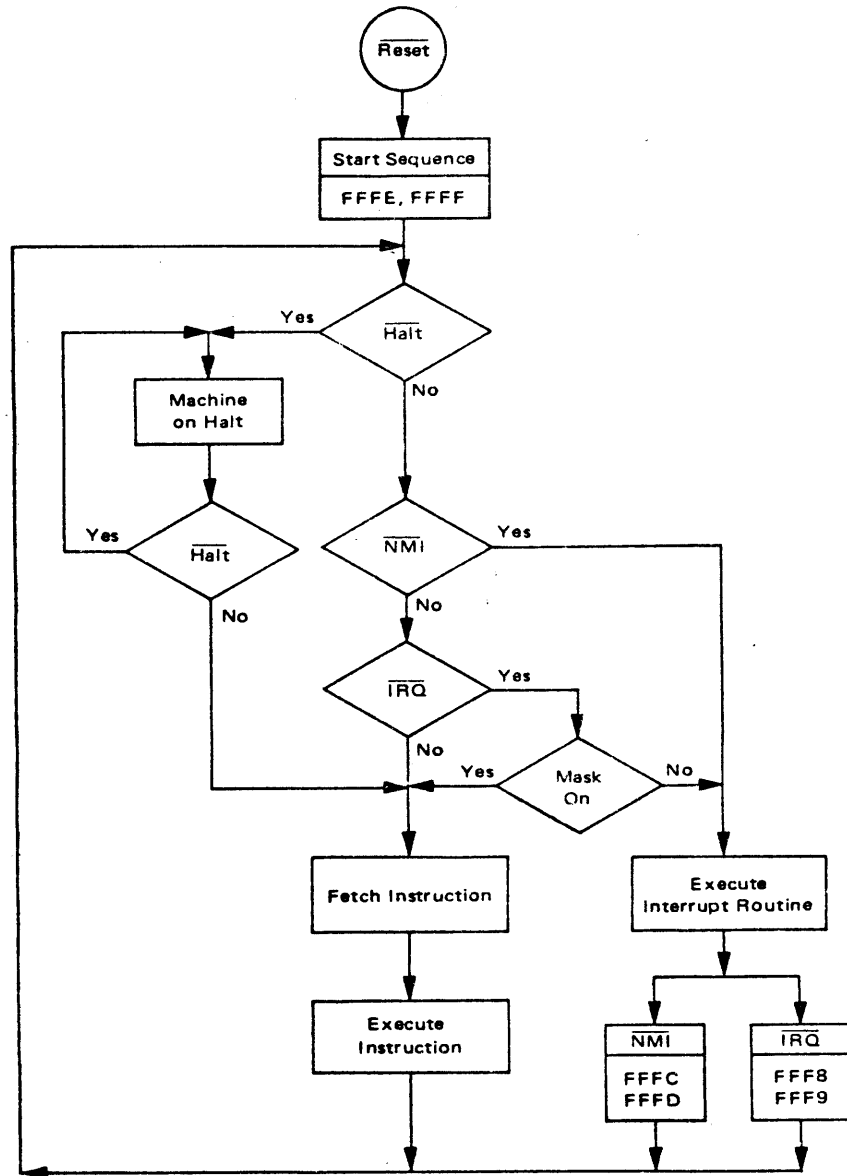 Reset
Start Sequence
FFFE, FFFF
Yes
Halt
No
Machine
on Halt
Yes
Halt
No
NMI
Yes
No
IRQ
Yes
No
Yes
Mask
On
No
Fetch Instruction
Execute
Interrupt Routine
Execute
Instruction
NMI
FFFC
FFFD
IRQ
FFF8
FFF9